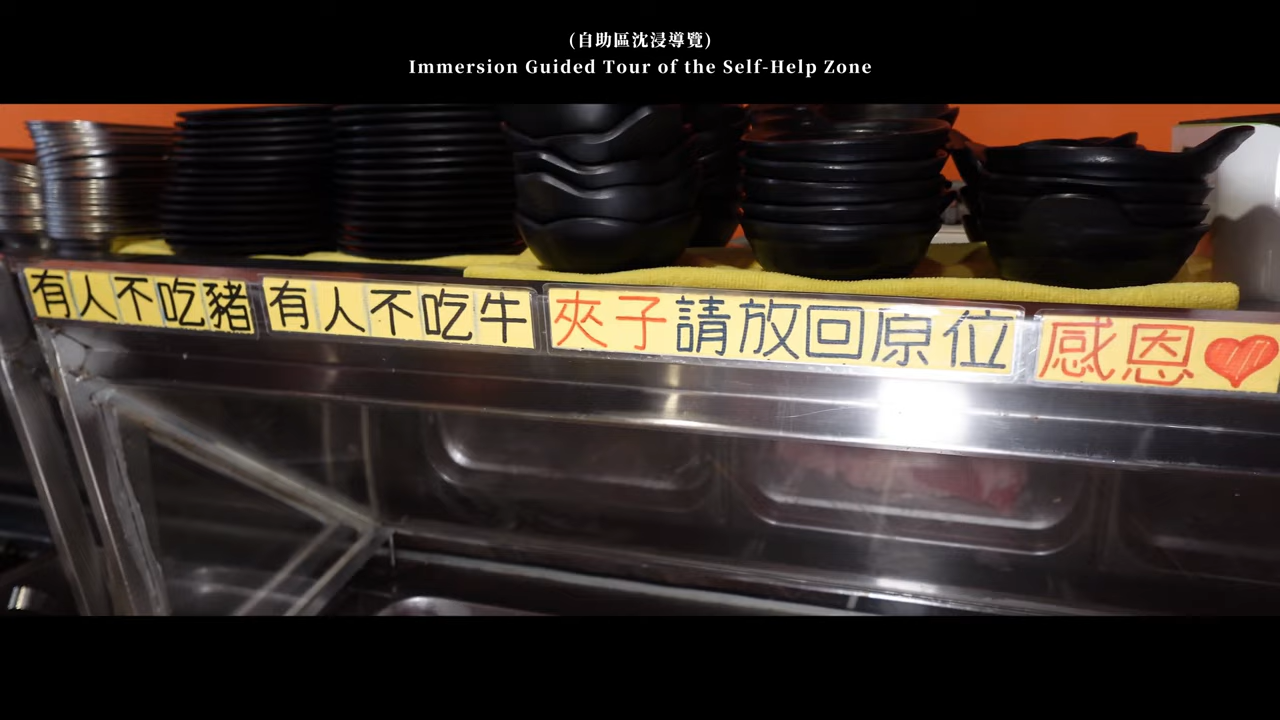 (自助區沈浸導覽)
Immersion Guided Tour of the Self-Help Zone
有人不吃豬 有人不吃牛 夾子請放回原位 感恩